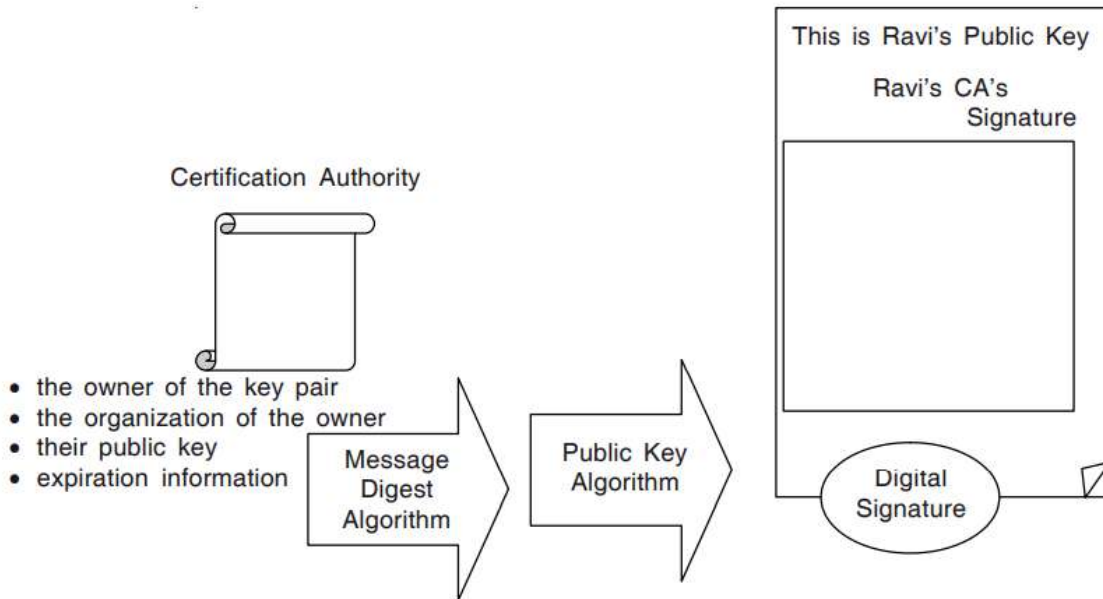 This is Ravi's Public Key
Ravi's CA's
Signature
Certification Authority
• the owner of the key pair
• the organization of the owner
• their public key
• expiration information
Message
Digest
Algorithm
Public Key
Algorithm
Digital
Signature